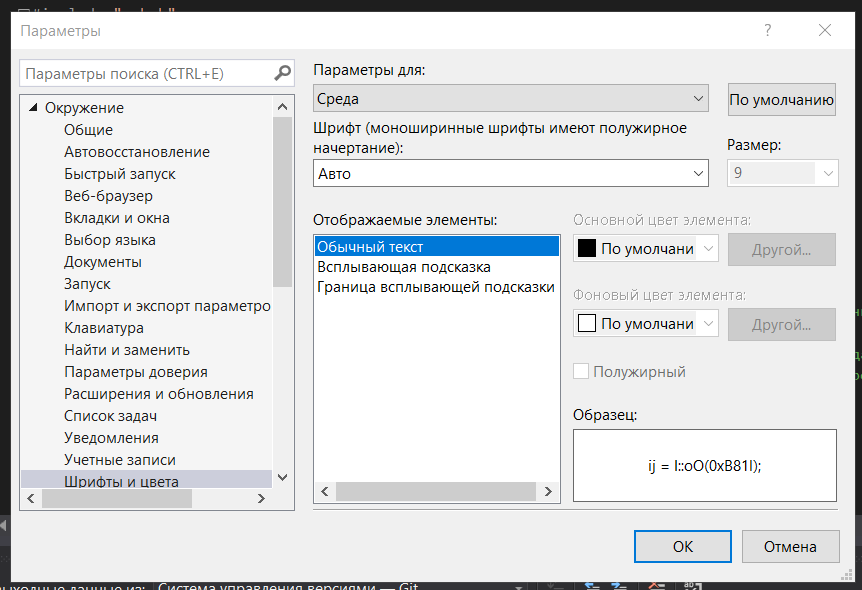 Параметры
?
Параметры поиска (CTRL+E)
Окружение
Общие
Автовосстановление
Быстрый запуск
Веб-браузер
Вкладки и окна
Выбор языка
Документы
Запуск
Импорт и экспорт параметро
Клавиатура
Найти и заменить
Параметры доверия
Расширения и обновления
Список задач
Уведомления
Учетные записи
Шрифты и цвета
Параметры для:
Среда
По умолчанию
Шрифт (моноширинные шрифты имеют полужирное
начертание):
Размер:
Авто
9
Отображаемые элементы:
Обычный текст
Всплывающая подсказка
Граница всплывающей подсказки
Основной цвет элемента:
По умолчани
Другой...
Фоновый цвет элемента:
По умолчани
Другой...
Полужирный
Образец:
ij = I::oO(0xB81l);
OK
Отмена
ыходные данные из: Система управления версиями — Git